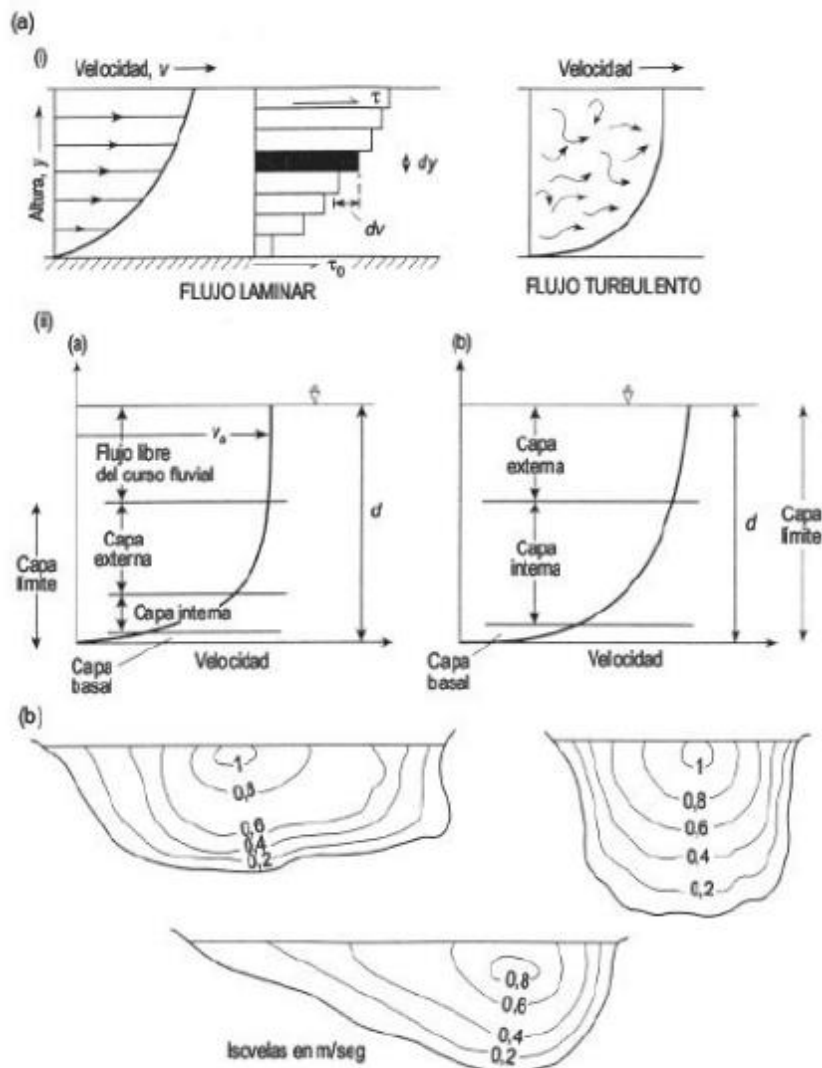 (a)
(i)
Velocidad, v
Altura, y
τ
dy
dv
τ₀
FLUJO LAMINAR
Velocidad
FLUJO TURBULENTO
(ii)
(a)
v₀
Flujo libre
del curso fluvial
Capa
externa
Capa
límite
Capa interna
d
Capa
basal
Velocidad
(b)
Capa
externa
Capa
interna
d
Capa
límite
Capa
basal
Velocidad
(b)
1
0,8
0,6
0,4
0,2
1
0,8
0,6
0,4
0,2
0,8
0,6
0,4
0,2
Isovelas en m/seg